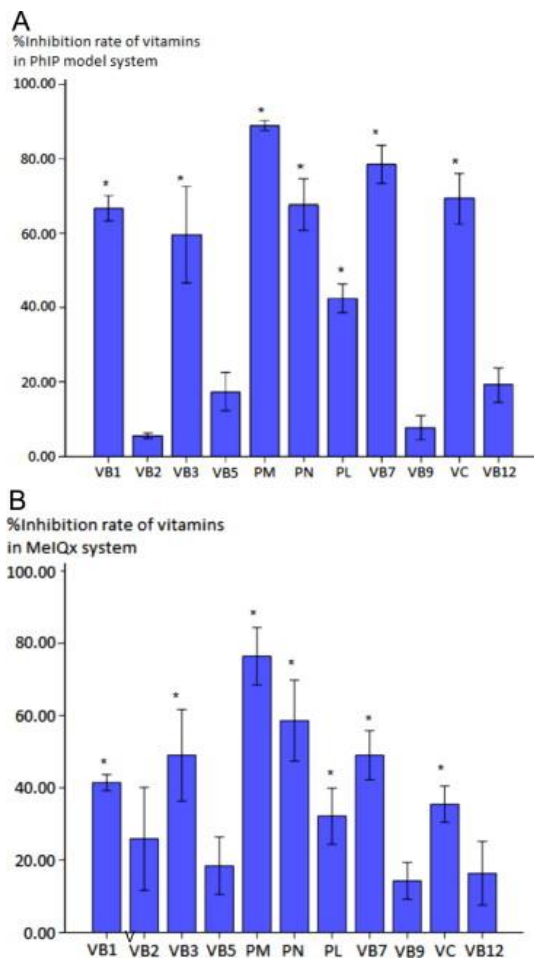 A
%Inhibition rate of vitamins
in PhIP model system
100.00
*
*
*
*
*
*
*
80.00
60.00
40.00
20.00
0.00
VB1 VB2 VB3 VB5 PM PN PL VB7 VB9 VC VB12
B
%Inhibition rate of vitamins
in MeIQx system
100.00
*
*
*
*
*
*
*
80.00
60.00
40.00
20.00
0.00
VB1 VB2 VB3 VB5 PM PN PL VB7 VB9 VC VB12
V